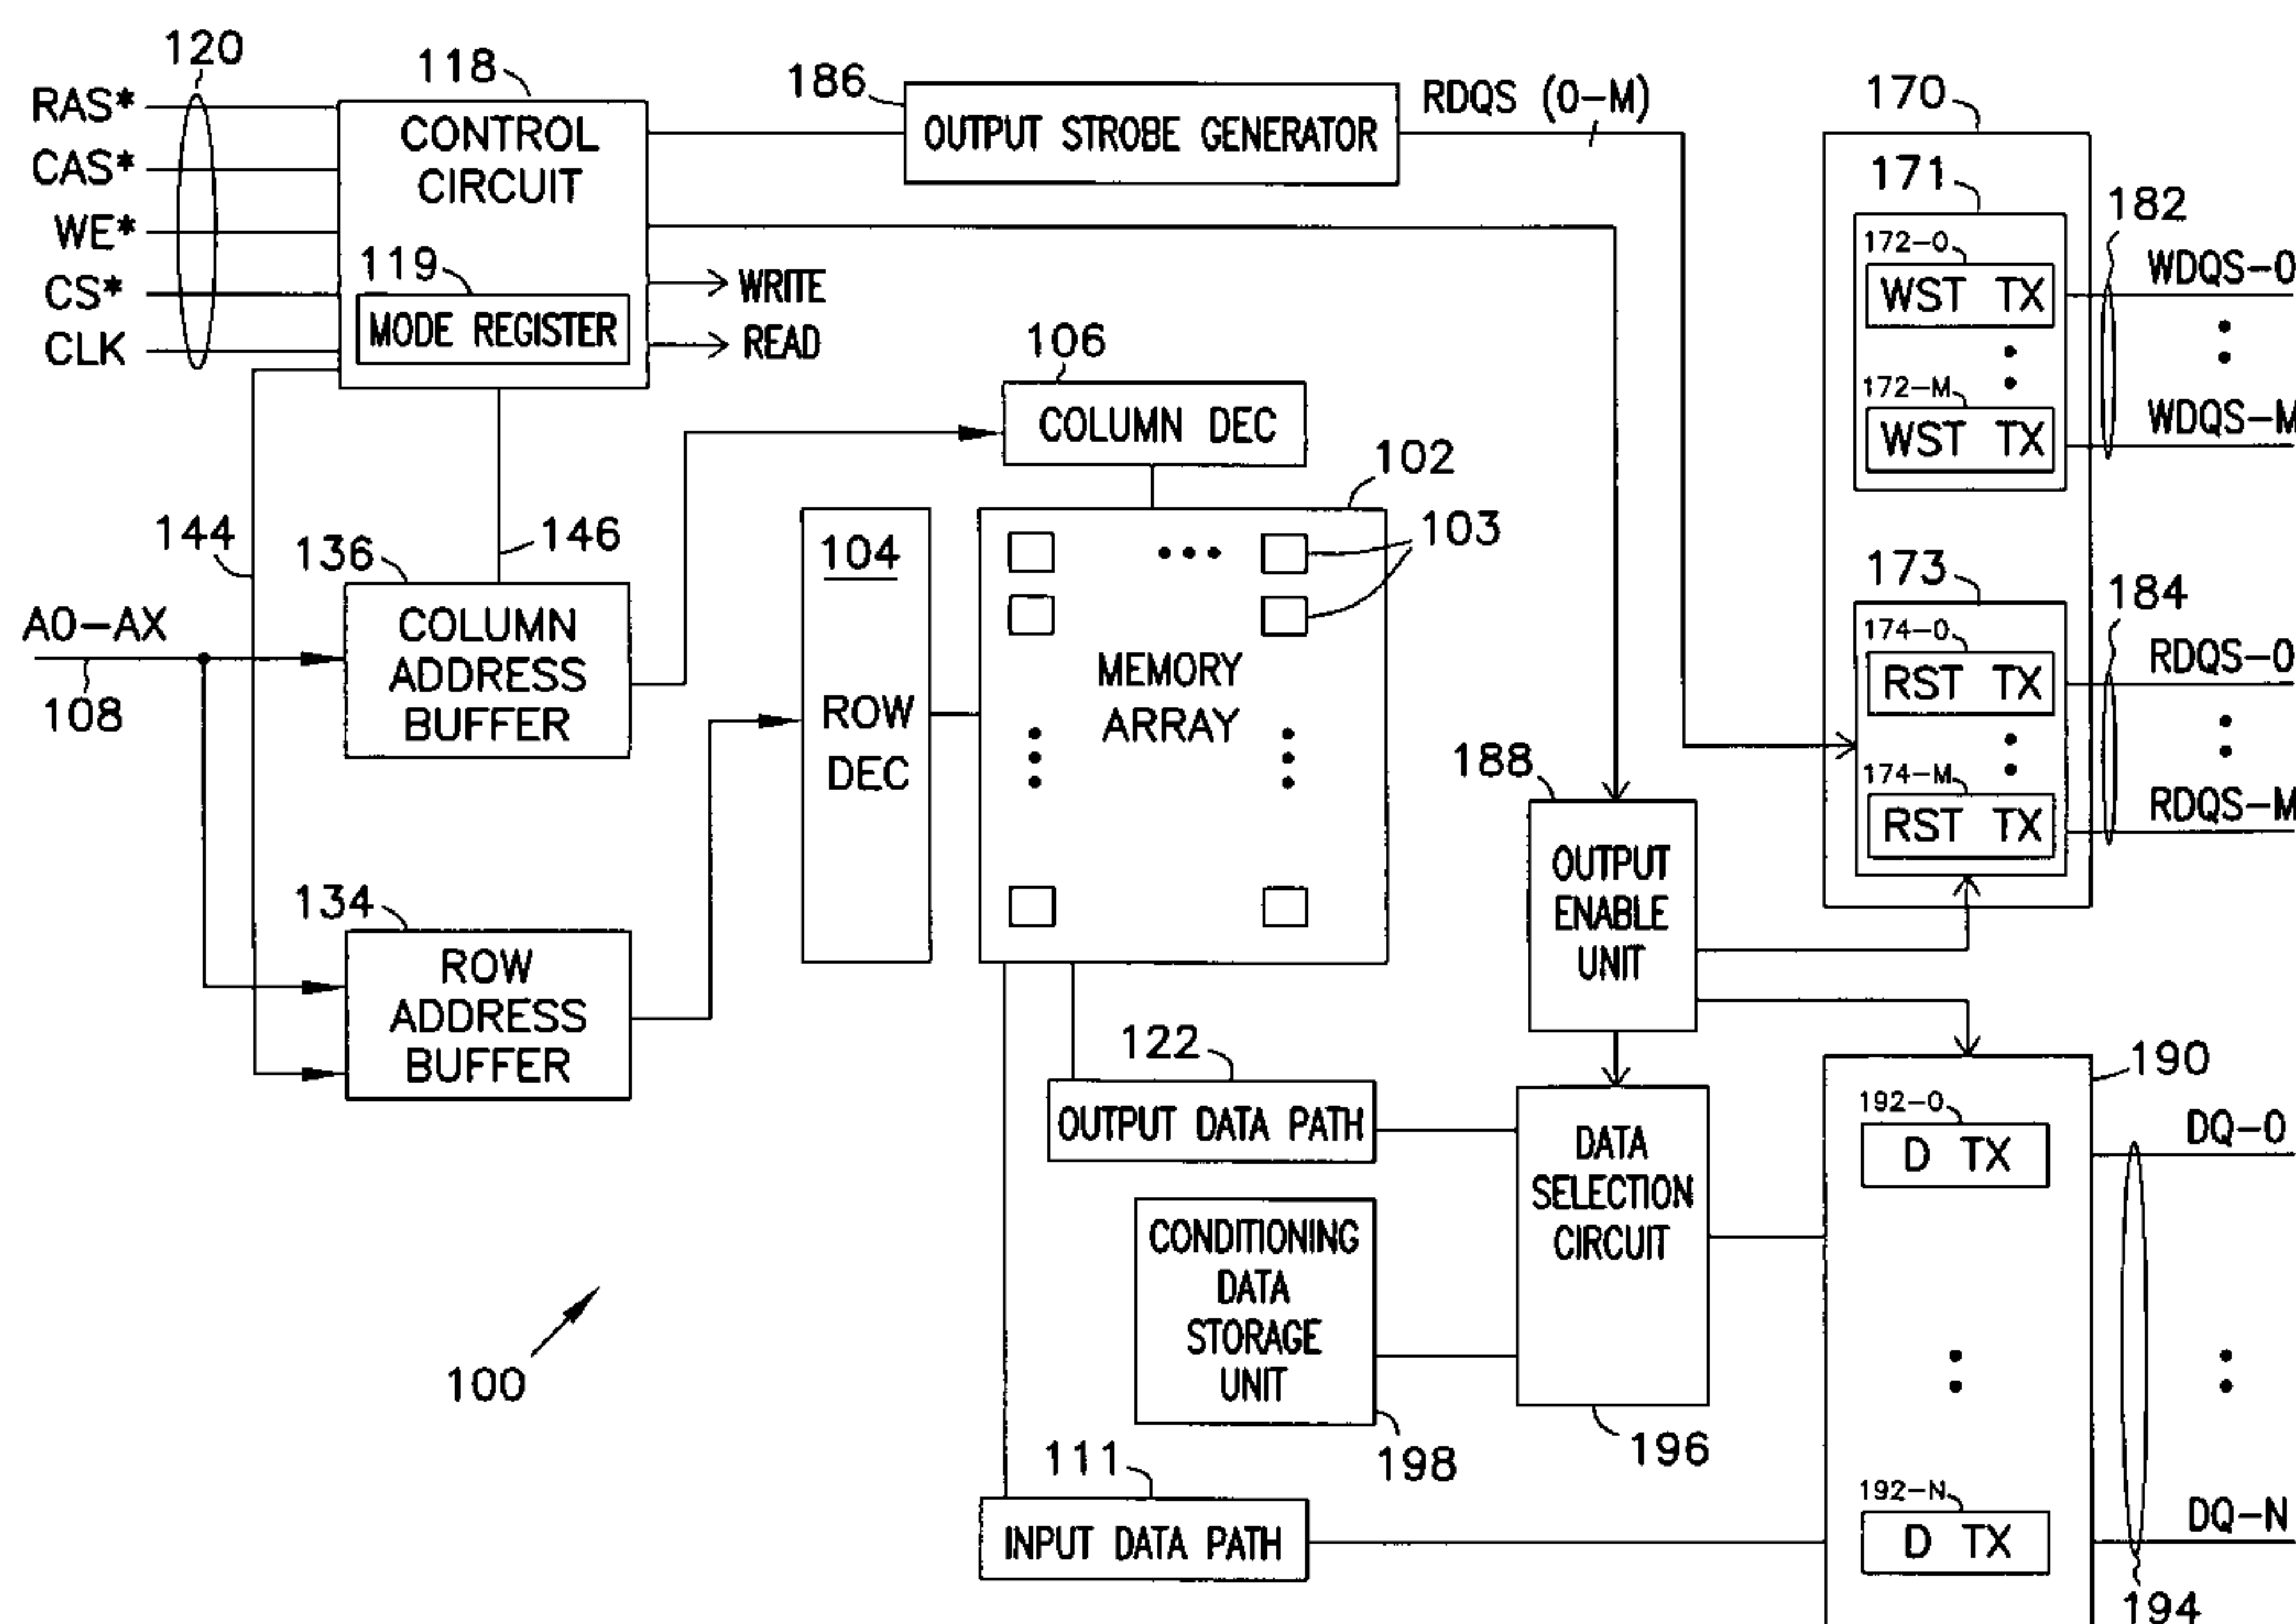 120
RAS*
CAS*
WE*
CS*
CLK
118
CONTROL
CIRCUIT
119
MODE REGISTER
WRITE
READ
186
OUTPUT STROBE GENERATOR
RDQS (0-M)
170
171
172-0
WST TX
172-M
WST TX
182
WDQS-0
WDQS-M
173
174-0
RST TX
174-M
RST TX
184
RDQS-0
RDQS-M
106
COLUMN DEC
102
103
104
ROW
DEC
MEMORY
ARRAY
144
136
146
A0-AX
108
COLUMN
ADDRESS
BUFFER
134
ROW
ADDRESS
BUFFER
188
OUTPUT
ENABLE
UNIT
122
OUTPUT DATA PATH
DATA
SELECTION
CIRCUIT
196
CONDITIONING
DATA
STORAGE
UNIT
198
111
INPUT DATA PATH
190
192-0
D TX
192-N
D TX
DQ-0
DQ-N
194
100